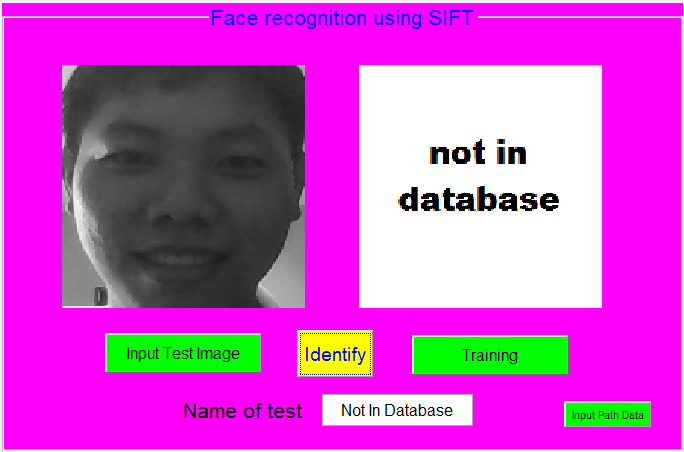 Face recognition using SIFT
not in
database
Input Test Image
Identify
Training
Name of test
Not In Database
Input Path Data